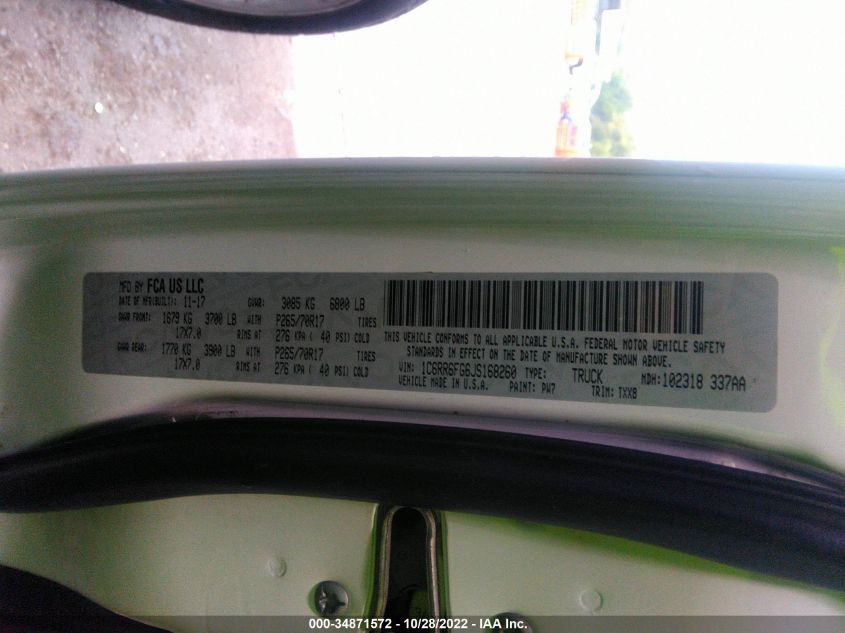 MFD BY FCA US LLC
DATE OF MFG(BUILT): 11-17 GVWR: 3085 KG 6800 LB
GAWR FRONT: 1679 KG 3700 LB WITH P265/70R17 TIRES
17X7.0 RIMS AT 276 KPA ( 40 PSI) COLD
GAWR REAR: 1770 KG 3900 LB WITH P265/70R17 TIRES
17X7.0 RIMS AT 276 KPA ( 40 PSI) COLD
THIS VEHICLE CONFORMS TO ALL APPLICABLE U.S.A. FEDERAL MOTOR VEHICLE SAFETY
STANDARDS IN EFFECT ON THE DATE OF MANUFACTURE SHOWN ABOVE.
VIN: 1C6RR6FG6JS168260 TYPE: TRUCK MDH: 102318 337AA
VEHICLE MADE IN U.S.A. PAINT: PW7 TRIM: TXX8
000-34871572 - 10/28/2022 - IAA Inc.